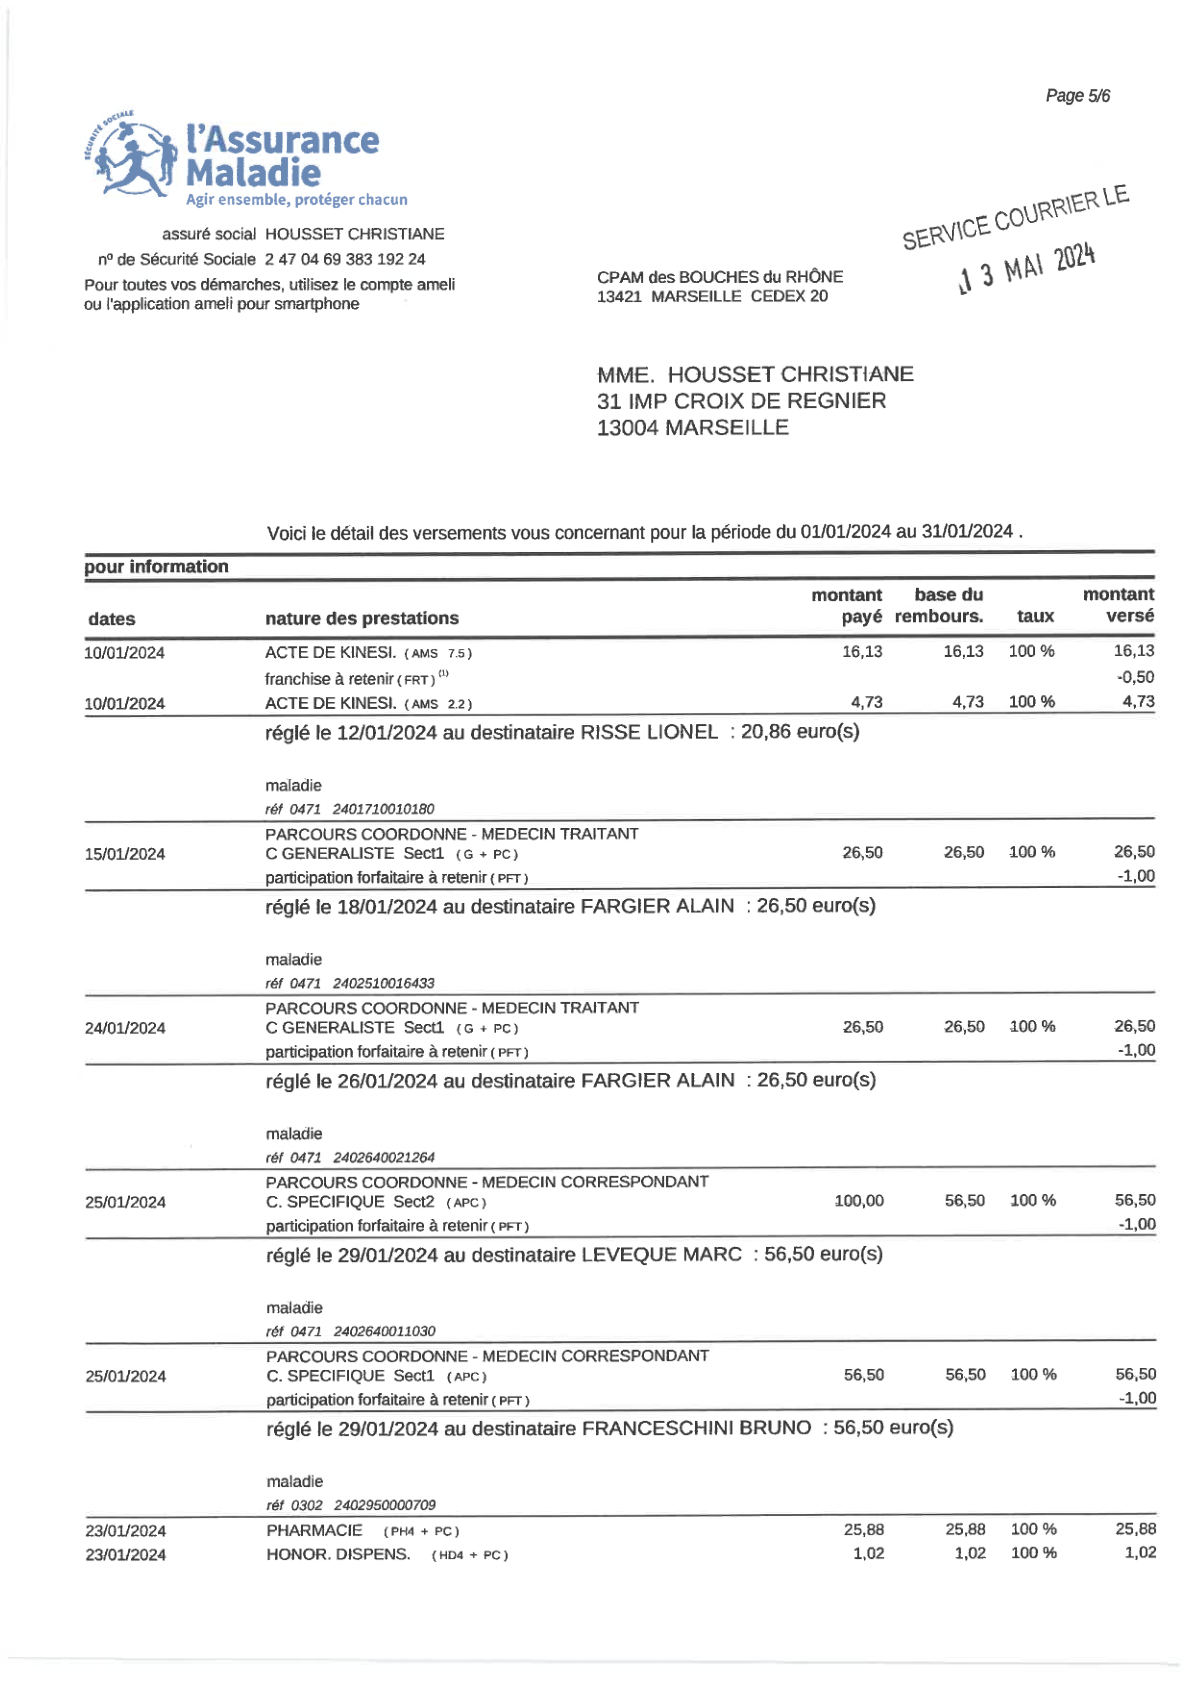 Page 5/6
SÉCURITÉ SOCIALE
l'Assurance
Maladie
Agir ensemble, protéger chacun
SERVICE COURRIER LE
13 MAI 2024
assuré social HOUSSET CHRISTIANE
nº de Sécurité Sociale 2 47 04 69 383 192 24
Pour toutes vos démarches, utilisez le compte ameli
ou l'application ameli pour smartphone
CPAM des BOUCHES du RHÔNE
13421 MARSEILLE CEDEX 20
MME. HOUSSET CHRISTIANE
31 IMP CROIX DE REGNIER
13004 MARSEILLE
Voici le détail des versements vous concernant pour la période du 01/01/2024 au 31/01/2024 .
pour information
dates nature des prestations montant payé base du rembours. taux montant versé
10/01/2024 ACTE DE KINESI. ( AMS 7.5 ) 16,13 16,13 100 % 16,13
franchise à retenir ( FRT ) (1) -0,50
10/01/2024 ACTE DE KINESI. ( AMS 2.2 ) 4,73 4,73 100 % 4,73
réglé le 12/01/2024 au destinataire RISSE LIONEL : 20,86 euro(s)
maladie
réf 0471 2401710010180
PARCOURS COORDONNE - MEDECIN TRAITANT
15/01/2024 C GENERALISTE Sect1 ( G + PC ) 26,50 26,50 100 % 26,50
participation forfaitaire à retenir ( PFT ) -1,00
réglé le 18/01/2024 au destinataire FARGIER ALAIN : 26,50 euro(s)
maladie
réf 0471 2402510016433
PARCOURS COORDONNE - MEDECIN TRAITANT
24/01/2024 C GENERALISTE Sect1 ( G + PC ) 26,50 26,50 100 % 26,50
participation forfaitaire à retenir ( PFT ) -1,00
réglé le 26/01/2024 au destinataire FARGIER ALAIN : 26,50 euro(s)
maladie
réf 0471 2402640021264
PARCOURS COORDONNE - MEDECIN CORRESPONDANT
25/01/2024 C. SPECIFIQUE Sect2 ( APC ) 100,00 56,50 100 % 56,50
participation forfaitaire à retenir ( PFT ) -1,00
réglé le 29/01/2024 au destinataire LEVEQUE MARC : 56,50 euro(s)
maladie
réf 0471 2402640011030
PARCOURS COORDONNE - MEDECIN CORRESPONDANT
25/01/2024 C. SPECIFIQUE Sect1 ( APC ) 56,50 56,50 100 % 56,50
participation forfaitaire à retenir ( PFT ) -1,00
réglé le 29/01/2024 au destinataire FRANCESCHINI BRUNO : 56,50 euro(s)
maladie
réf 0302 2402950000709
23/01/2024 PHARMACIE ( PH4 + PC ) 25,88 25,88 100 % 25,88
23/01/2024 HONOR. DISPENS. ( HD4 + PC ) 1,02 1,02 100 % 1,02